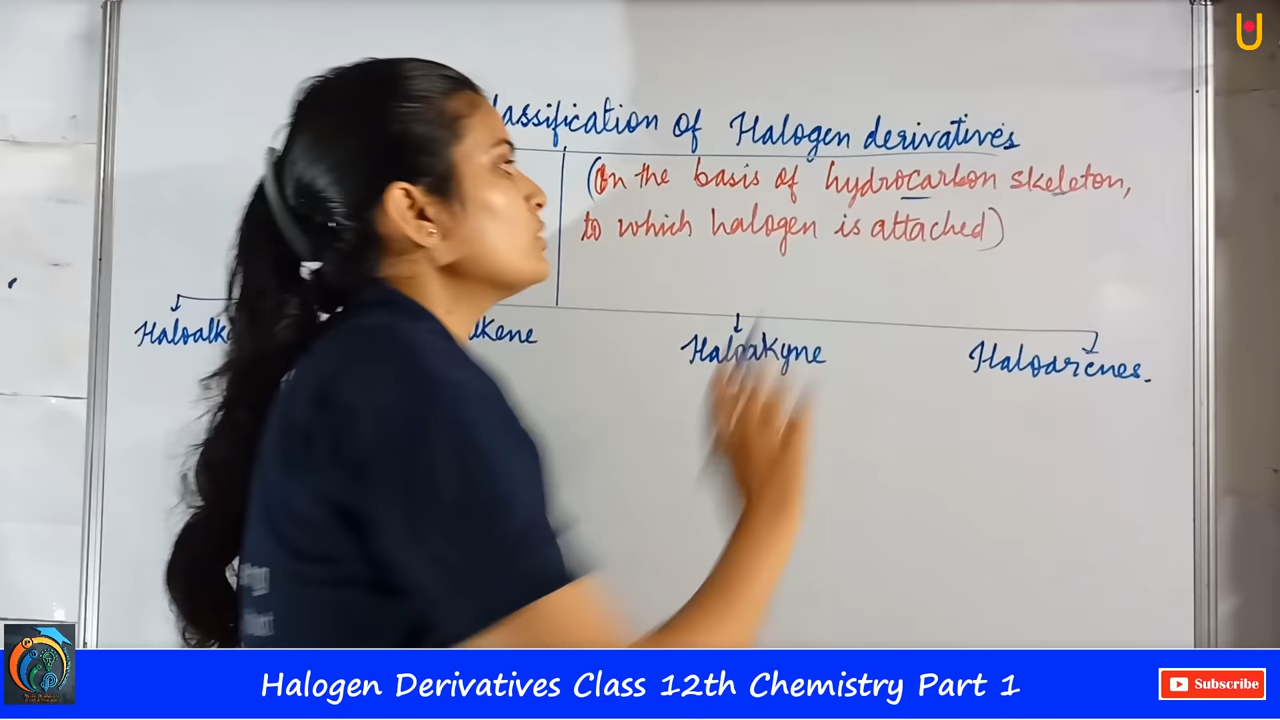 lassification of Halogen derivatives
(On the basis of hydrocarbon skeleton,
to which halogen is attached)
Haloalk
kene
Haloakyne
Haloarenes.
Halogen Derivatives Class 12th Chemistry Part 1
Subscribe